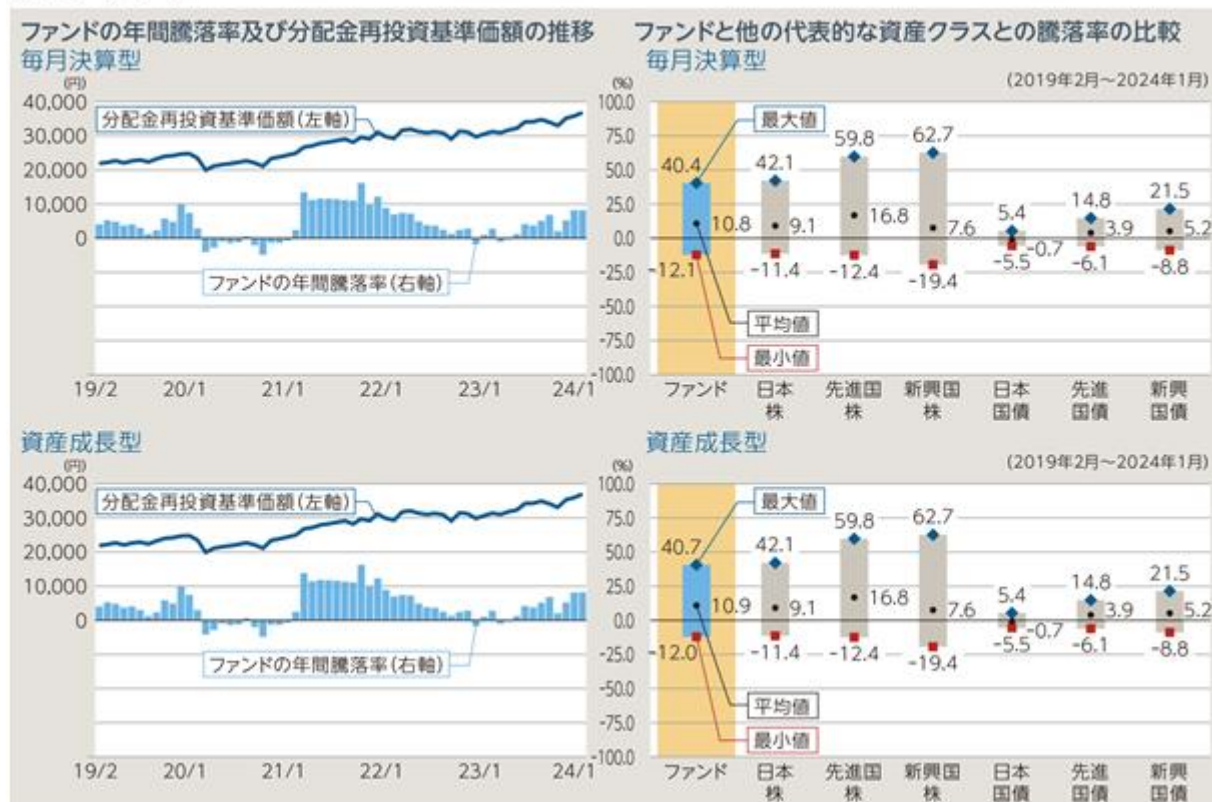 ファンドの年間騰落率及び分配金再投資基準価額の推移
毎月決算型
(円)
40,000
30,000
20,000
10,000
0
分配金再投資基準価額(左軸)
ファンドの年間騰落率(右軸)
(%)
100.0
75.0
50.0
25.0
0.0
-25.0
-50.0
-75.0
-100.0
19/2 20/1 21/1 22/1 23/1 24/1
ファンドと他の代表的な資産クラスとの騰落率の比較
毎月決算型
(2019年2月~2024年1月)
最大値
40.4 42.1 59.8 62.7 5.4 14.8 21.5
10.8 9.1 16.8 7.6 -0.7 3.9 5.2
-12.1 -11.4 -12.4 -19.4 -5.5 -6.1 -8.8
平均値
最小値
ファンド 日本 先進国 新興国 日本 先進 新興
株 株 株 国債 国債 国債
資産成長型
(円)
40,000
30,000
20,000
10,000
0
分配金再投資基準価額(左軸)
ファンドの年間騰落率(右軸)
(%)
100.0
75.0
50.0
25.0
0.0
-25.0
-50.0
-75.0
-100.0
19/2 20/1 21/1 22/1 23/1 24/1
資産成長型
(2019年2月~2024年1月)
最大値
40.7 42.1 59.8 62.7 5.4 14.8 21.5
10.9 9.1 16.8 7.6 -0.7 3.9 5.2
-12.0 -11.4 -12.4 -19.4 -5.5 -6.1 -8.8
平均値
最小値
ファンド 日本 先進国 新興国 日本 先進 新興
株 株 株 国債 国債 国債